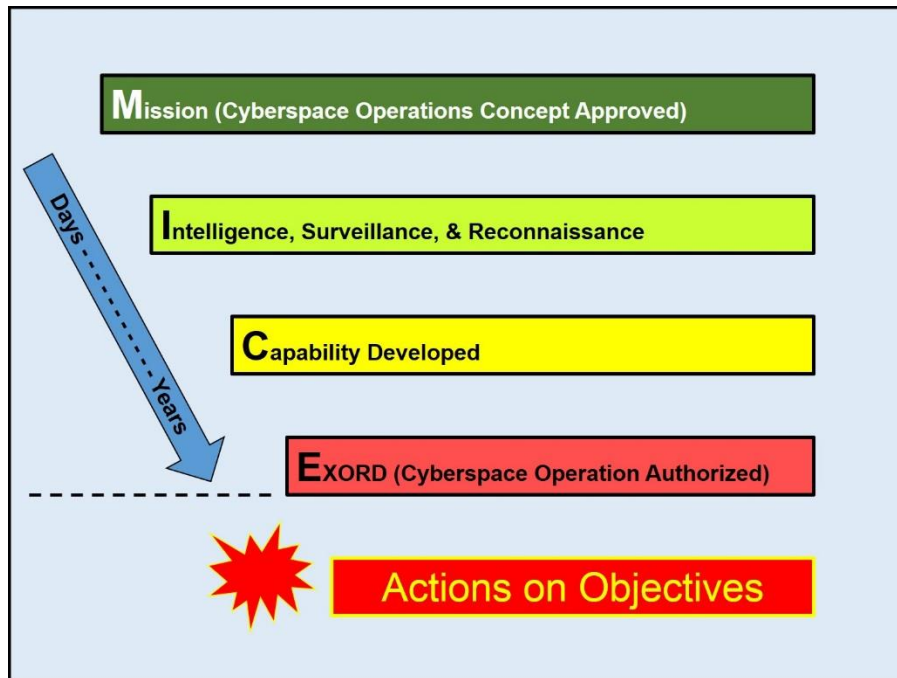 Mission (Cyberspace Operations Concept Approved)
Days - - - - - - - - Years
Intelligence, Surveillance, & Reconnaissance
Capability Developed
EXORD (Cyberspace Operation Authorized)
Actions on Objectives